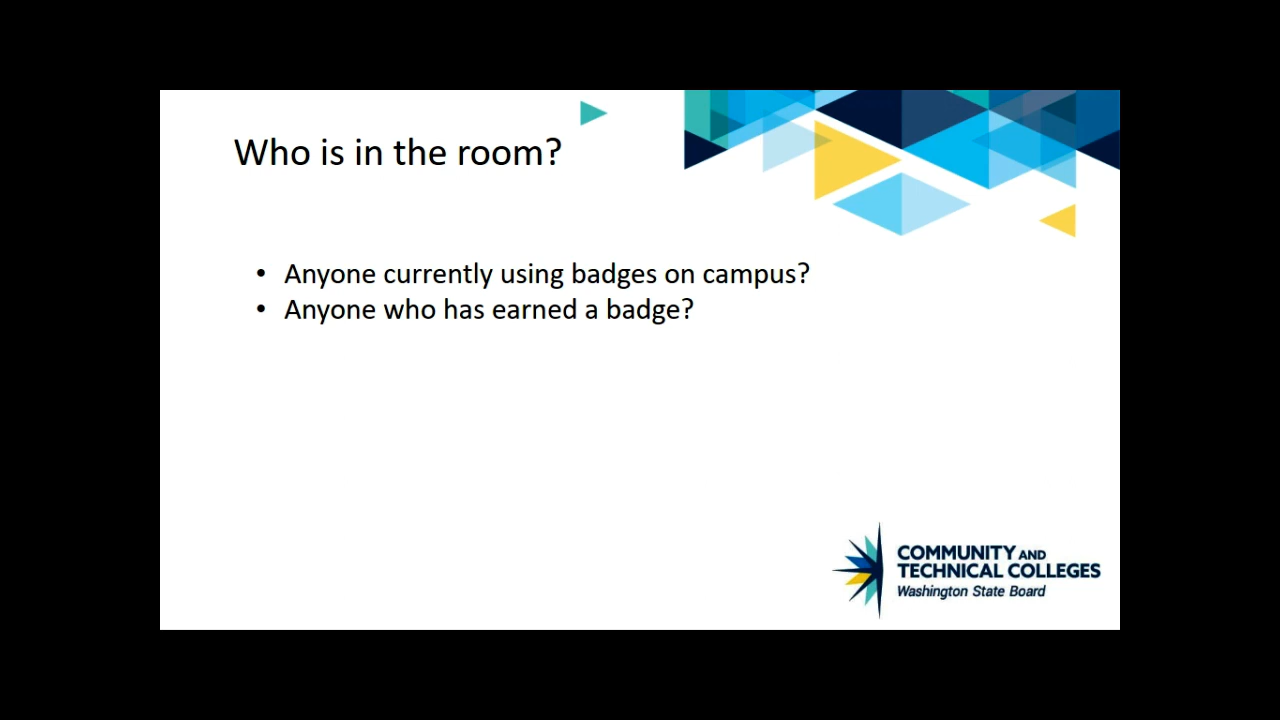 Who is in the room?
• Anyone currently using badges on campus?
• Anyone who has earned a badge?
COMMUNITY AND
TECHNICAL COLLEGES
Washington State Board